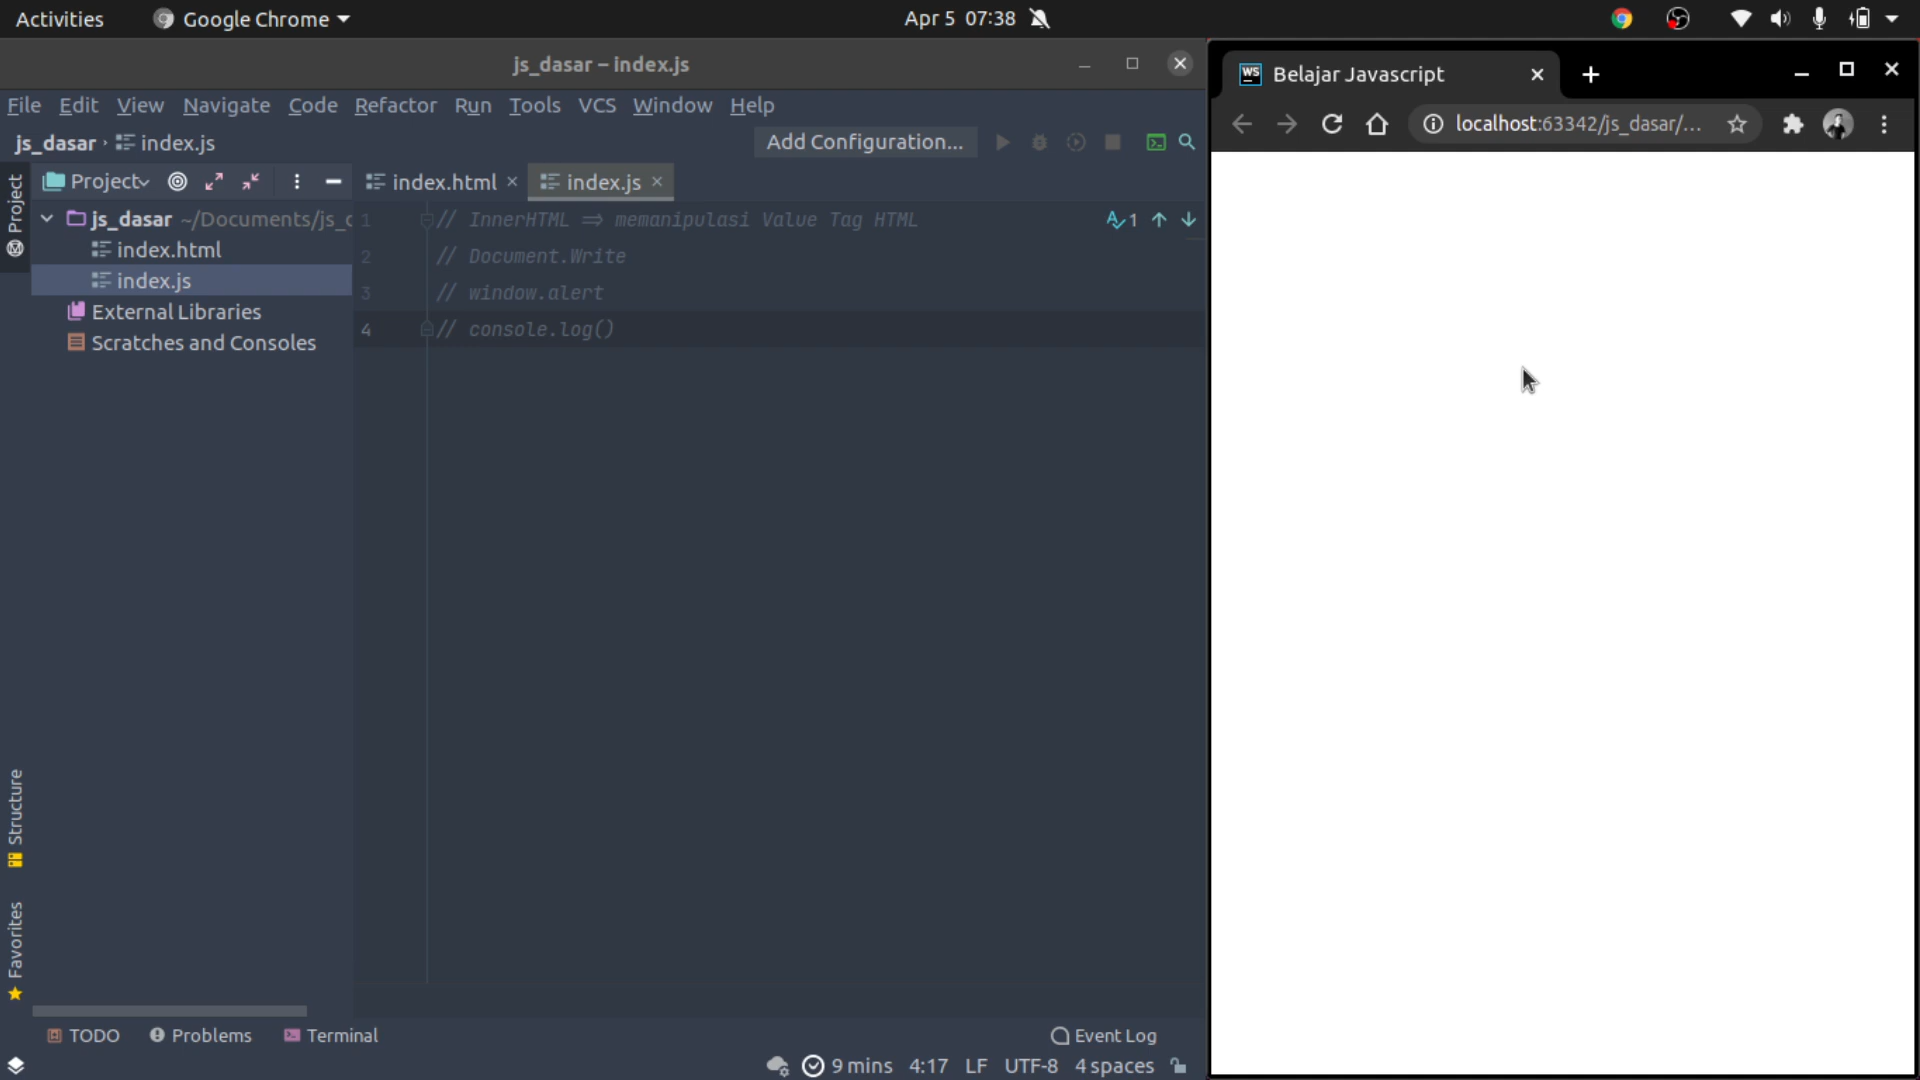 Activities
Google Chrome
Apr 5 07:38
js_dasar – index.js
File Edit View Navigate Code Refactor Run Tools VCS Window Help
js_dasar › index.js
Add Configuration...
Project
Project
index.html
index.js
js_dasar ~/Documents/js_d
index.html
index.js
External Libraries
Scratches and Consoles
1 // InnerHTML => memanipulasi Value Tag HTML
2 // Document.Write
3 // window.alert
4 // console.log()
1
Structure
Favorites
TODO
Problems
Terminal
Event Log
9 mins 4:17 LF UTF-8 4 spaces
WS Belajar Javascript
localhost:63342/js_dasar/...